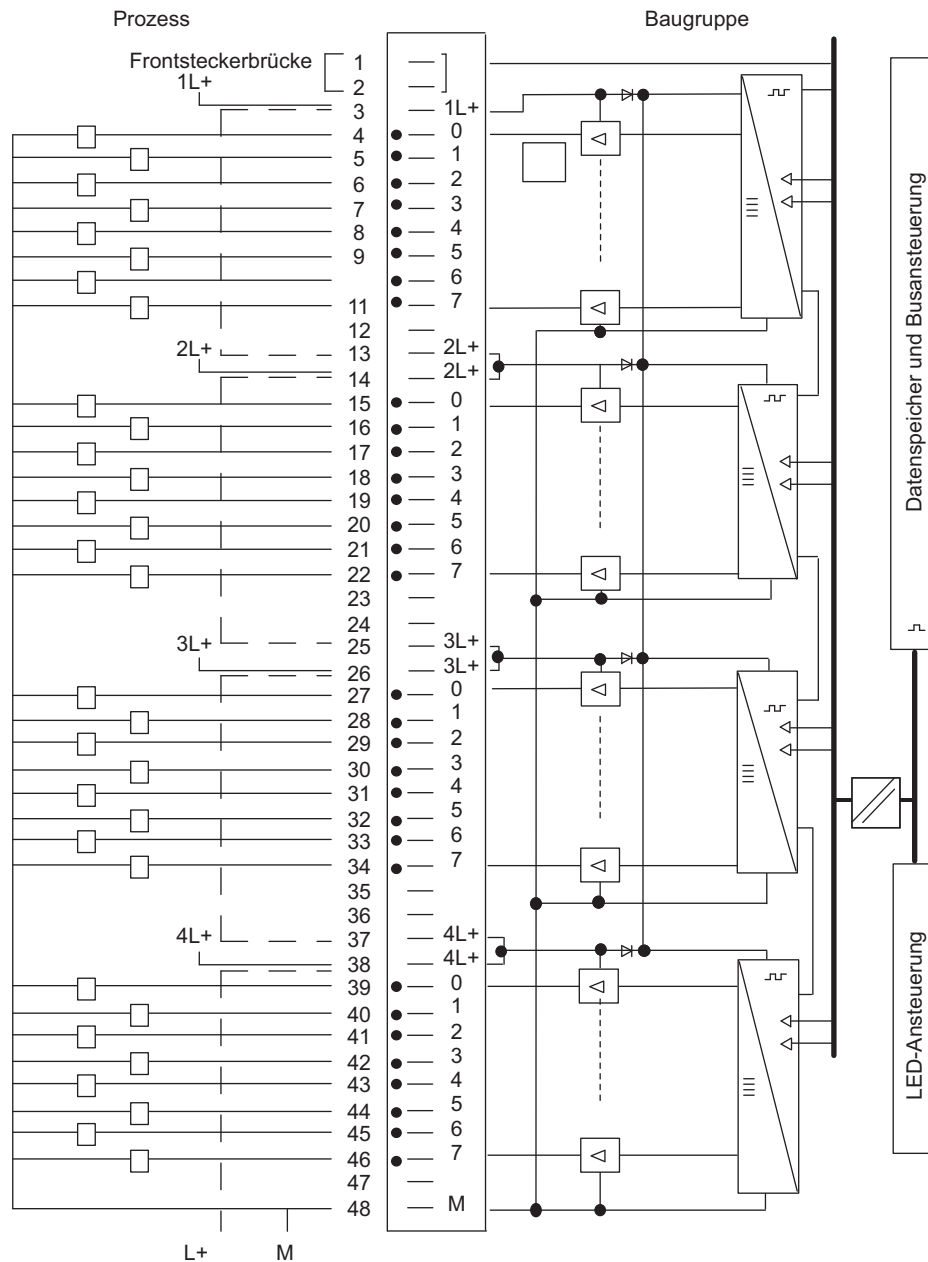 Prozess Baugruppe
Frontsteckerbrücke 1
1L+ 2
3 1L+
4 0
5 1
6 2
7 3
8 4
9 5
6
11 7
12
2L+ 13 2L+
14 2L+
15 0
16 1
17 2
18 3
19 4
20 5
21 6
22 7
23
24
3L+ 25 3L+
26 3L+
27 0
28 1
29 2
30 3
31 4
32 5
33 6
34 7
35
36
4L+ 37 4L+
38 4L+
39 0
40 1
41 2
42 3
43 4
44 5
45 6
46 7
47
48 M
L+ M
Datenspeicher und Busansteuerung
LED-Ansteuerung